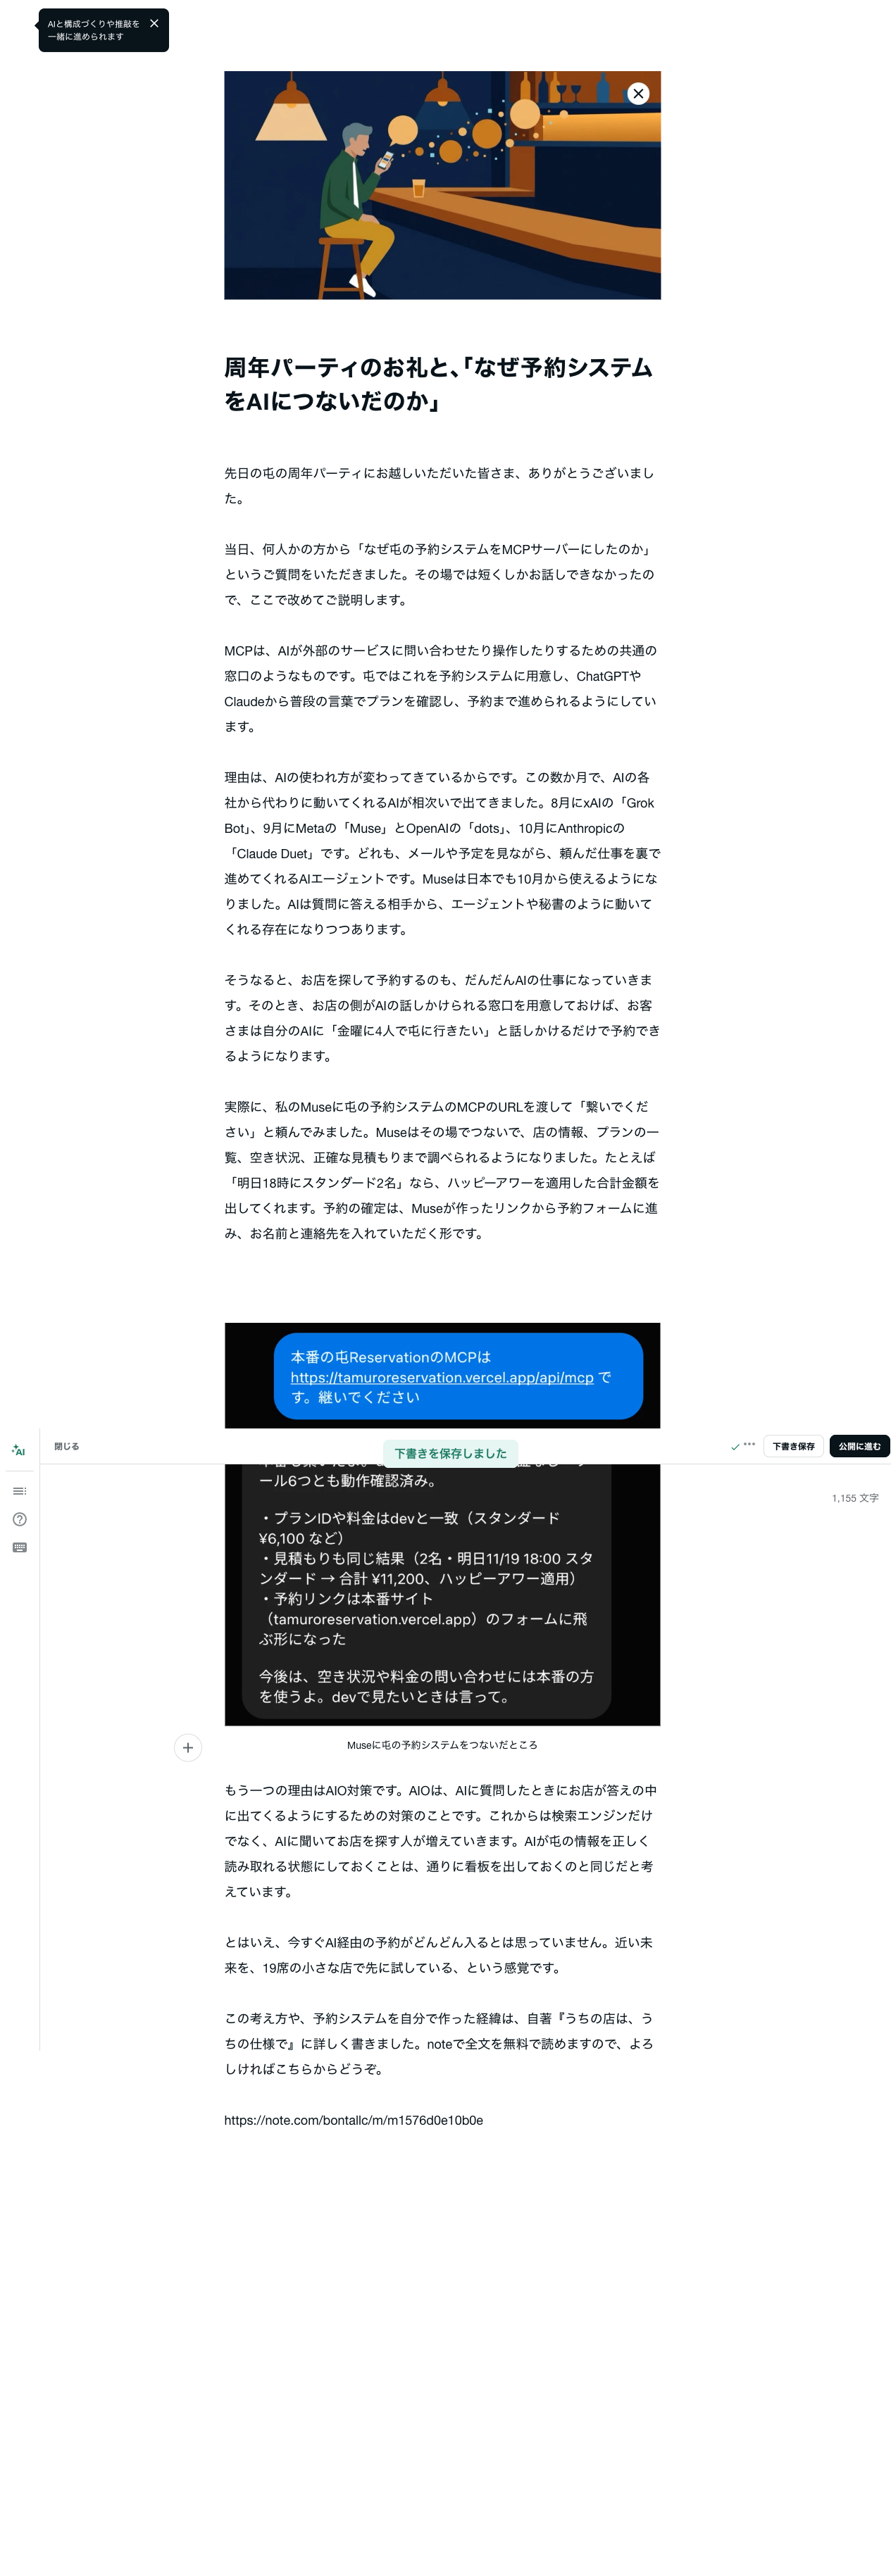 AIと構成づくりや推敲を
一緒に進められます
周年パーティのお礼と、「なぜ予約システム
をAIにつないだのか」
先日の屯の周年パーティにお越しいただいた皆さま、ありがとうございまし
た。
当日、何人かの方から「なぜ屯の予約システムをMCPサーバーにしたのか」
というご質問をいただきました。その場では短くしかお話しできなかったの
で、ここで改めてご説明します。
MCPは、AIが外部のサービスに問い合わせたり操作したりするための共通の
窓口のようなものです。屯ではこれを予約システムに用意し、ChatGPTや
Claudeから普段の言葉でプランを確認し、予約まで進められるようにしてい
ます。
理由は、AIの使われ方が変わってきているからです。この数か月で、AIの各
社から代わりに動いてくれるAIが相次いで出てきました。8月にxAIの「Grok
Bot」、9月にMetaの「Muse」とOpenAIの「dots」、10月にAnthropicの
「Claude Duet」です。どれも、メールや予定を見ながら、頼んだ仕事を裏で
進めてくれるAIエージェントです。Museは日本でも10月から使えるようにな
りました。AIは質問に答える相手から、エージェントや秘書のように動いて
くれる存在になりつつあります。
そうなると、お店を探して予約するのも、だんだんAIの仕事になっていきま
す。そのとき、お店の側がAIの話しかけられる窓口を用意しておけば、お客
さまは自分のAIに「金曜に4人で屯に行きたい」と話しかけるだけで予約でき
るようになります。
実際に、私のMuseに屯の予約システムのMCPのURLを渡して「繋いでくだ
さい」と頼んでみました。Museはその場でつないで、店の情報、プランの一
覧、空き状況、正確な見積もりまで調べられるようになりました。たとえば
「明日18時にスタンダード2名」なら、ハッピーアワーを適用した合計金額を
出してくれます。予約の確定は、Museが作ったリンクから予約フォームに進
み、お名前と連絡先を入れていただく形です。
本番の屯ReservationのMCPは
https://tamuroreservation.vercel.app/api/mcp で
す。継いでください
AI
閉じる
下書きを保存しました
下書き保存
公開に進む
ール6つとも動作確認済み。
1,155 文字
・プランIDや料金はdevと一致（スタンダード
¥6,100 など）
・見積もりも同じ結果（2名・明日11/19 18:00 スタ
ンダード → 合計 ¥11,200、ハッピーアワー適用）
・予約リンクは本番サイト
（tamuroreservation.vercel.app）のフォームに飛
ぶ形になった
今後は、空き状況や料金の問い合わせには本番の方
を使うよ。devで見たいときは言って。
Museに屯の予約システムをつないだところ
もう一つの理由はAIO対策です。AIOは、AIに質問したときにお店が答えの中
に出てくるようにするための対策のことです。これからは検索エンジンだけ
でなく、AIに聞いてお店を探す人が増えていきます。AIが屯の情報を正しく
読み取れる状態にしておくことは、通りに看板を出しておくのと同じだと考
えています。
とはいえ、今すぐAI経由の予約がどんどん入るとは思っていません。近い未
来を、19席の小さな店で先に試している、という感覚です。
この考え方や、予約システムを自分で作った経緯は、自著『うちの店は、う
ちの仕様で』に詳しく書きました。noteで全文を無料で読めますので、よろ
しければこちらからどうぞ。
https://note.com/bontallc/m/m1576d0e10b0e